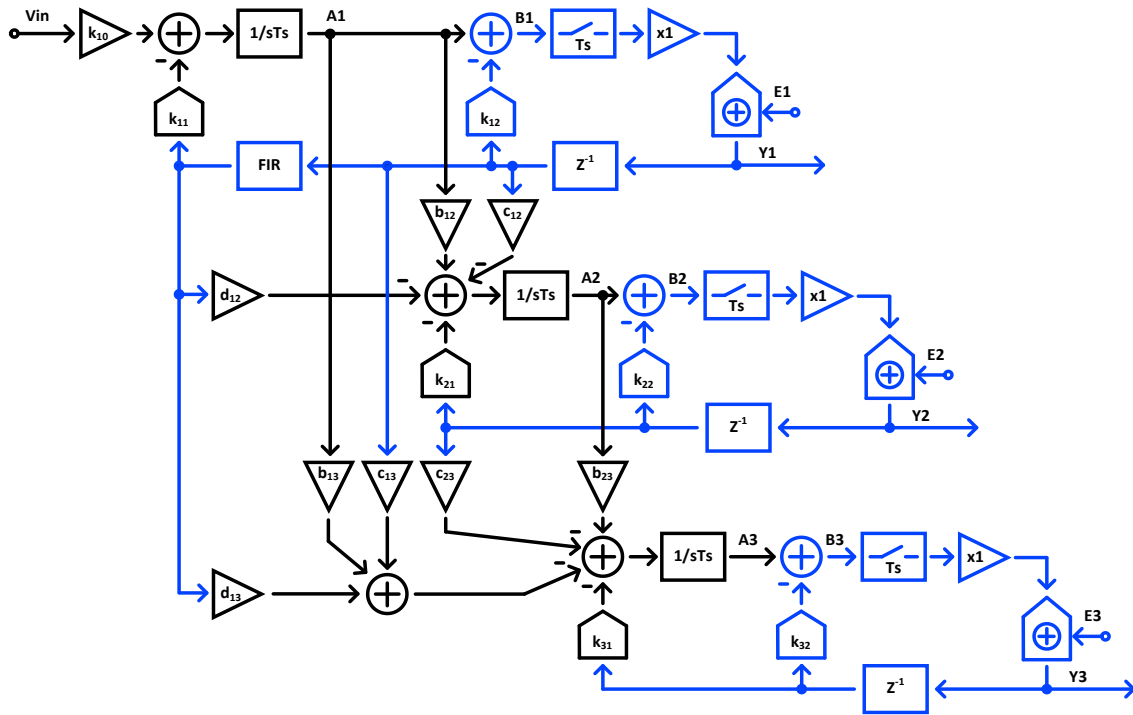 Vin
k₁₀
1/sTs
A1
B1
Ts
x1
k₁₁
k₁₂
E1
FIR
Z⁻¹
Y1
b₁₂
c₁₂
d₁₂
1/sTs
A2
B2
Ts
x1
k₂₁
k₂₂
E2
Z⁻¹
Y2
b₁₃
c₁₃
c₂₃
b₂₃
1/sTs
A3
B3
Ts
x1
d₁₃
k₃₁
k₃₂
E3
Z⁻¹
Y3